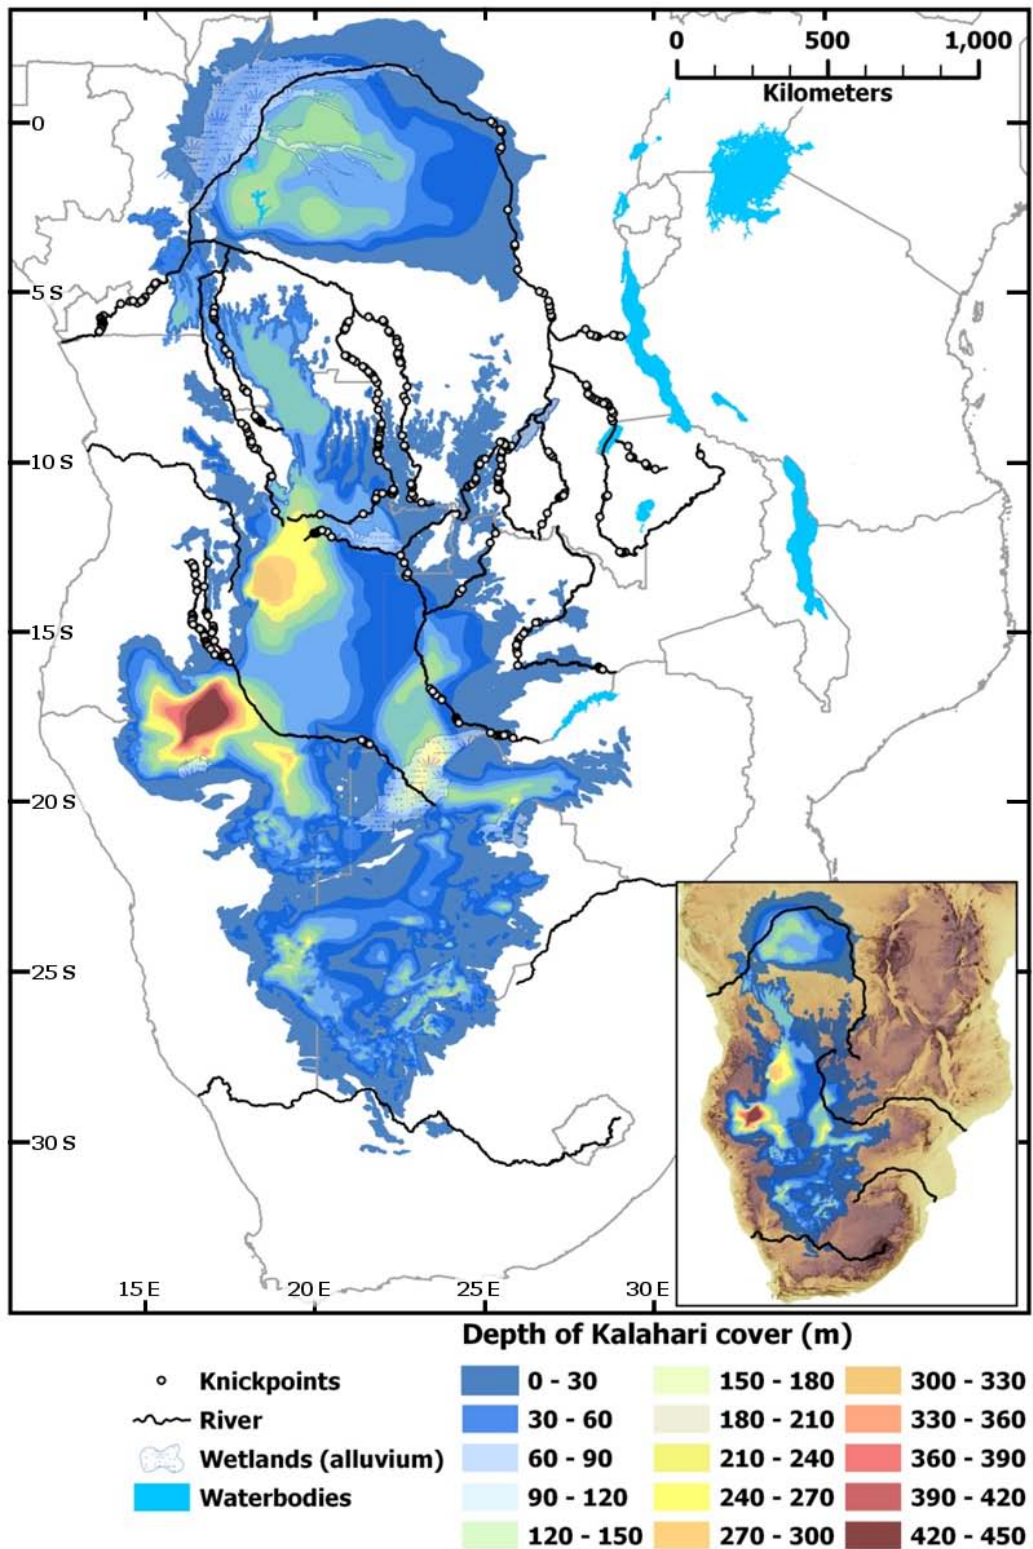 0 500 1,000
Kilometers
0
5 S
10 S
15 S
20 S
25 S
30 S
15 E 20 E 25 E 30 E
Depth of Kalahari cover (m)
Knickpoints
River
Wetlands (alluvium)
Waterbodies
0 - 30
30 - 60
60 - 90
90 - 120
120 - 150
150 - 180
180 - 210
210 - 240
240 - 270
270 - 300
300 - 330
330 - 360
360 - 390
390 - 420
420 - 450